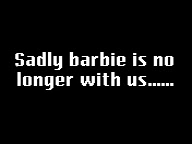 Sadly barbie is no
longer with us......